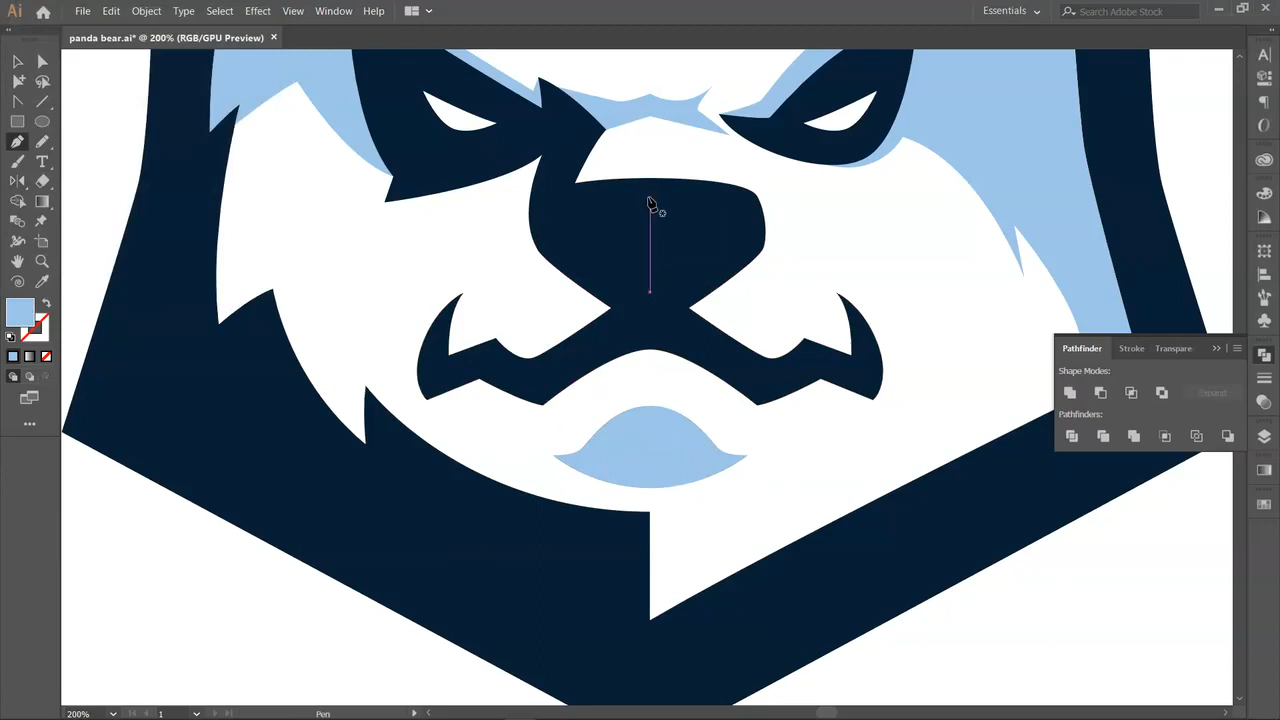 Ai File Edit Object Type Select Effect View Window Help Essentials Search Adobe Stock
panda bear.ai* @ 200% (RGB/GPU Preview) ×
Pathfinder Stroke Transpare
Shape Modes:
Expand
Pathfinders:
200% 1 Pen